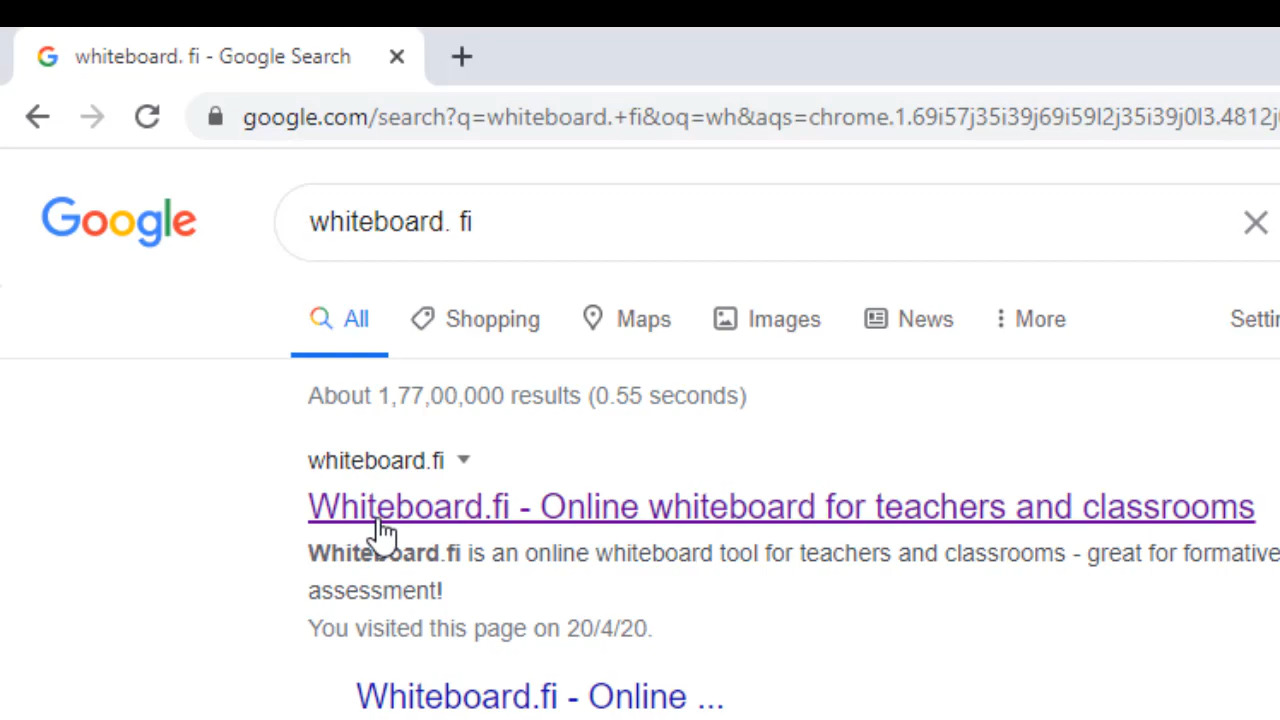 whiteboard. fi - Google Search
google.com/search?q=whiteboard.+fi&oq=wh&aqs=chrome.1.69i57j35i39j69i59l2j35i39j0l3.4812j
Google
whiteboard. fi
All Shopping Maps Images News More Settin
About 1,77,00,000 results (0.55 seconds)
whiteboard.fi
Whiteboard.fi - Online whiteboard for teachers and classrooms
Whiteboard.fi is an online whiteboard tool for teachers and classrooms - great for formative
assessment!
You visited this page on 20/4/20.
Whiteboard.fi - Online ...